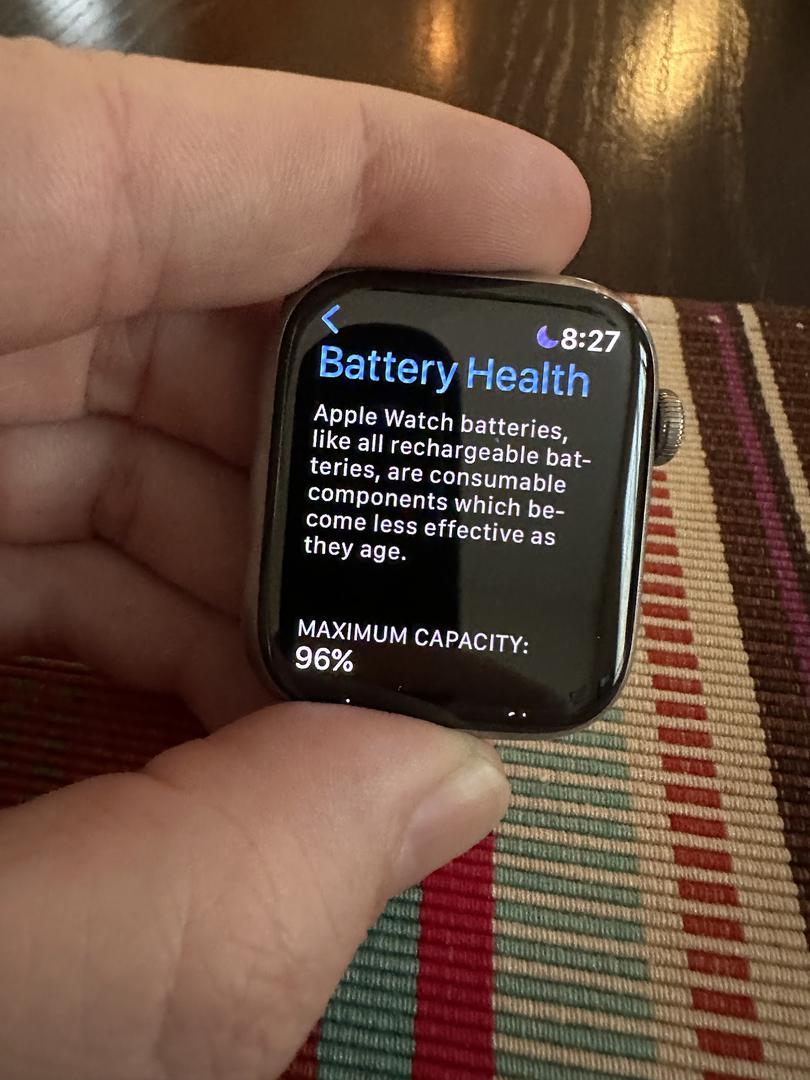 8:27
Battery Health
Apple Watch batteries,
like all rechargeable bat-
teries, are consumable
components which be-
come less effective as
they age.
MAXIMUM CAPACITY:
96%